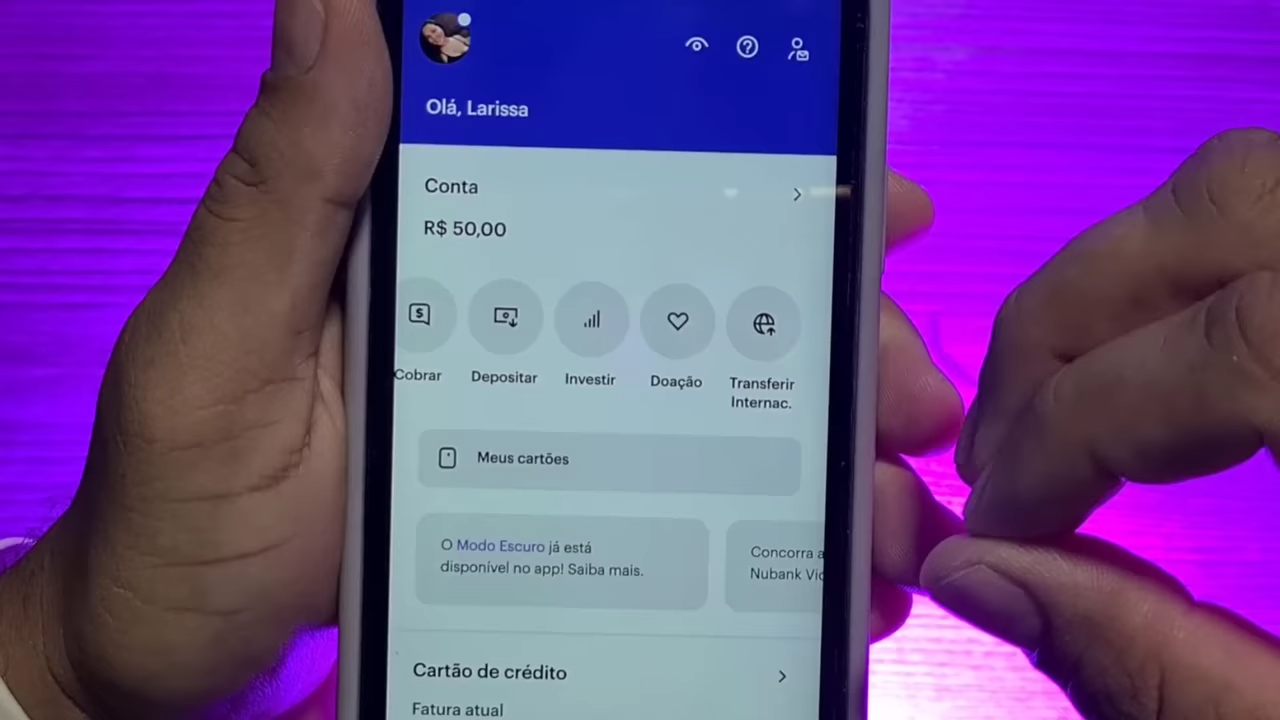 Olá, Larissa
Conta
R$ 50,00
Cobrar
Depositar
Investir
Doação
Transferir
Internac.
Meus cartões
O Modo Escuro já está
disponível no app! Saiba mais.
Concorra a
Nubank
Cartão de crédito
Fatura atual